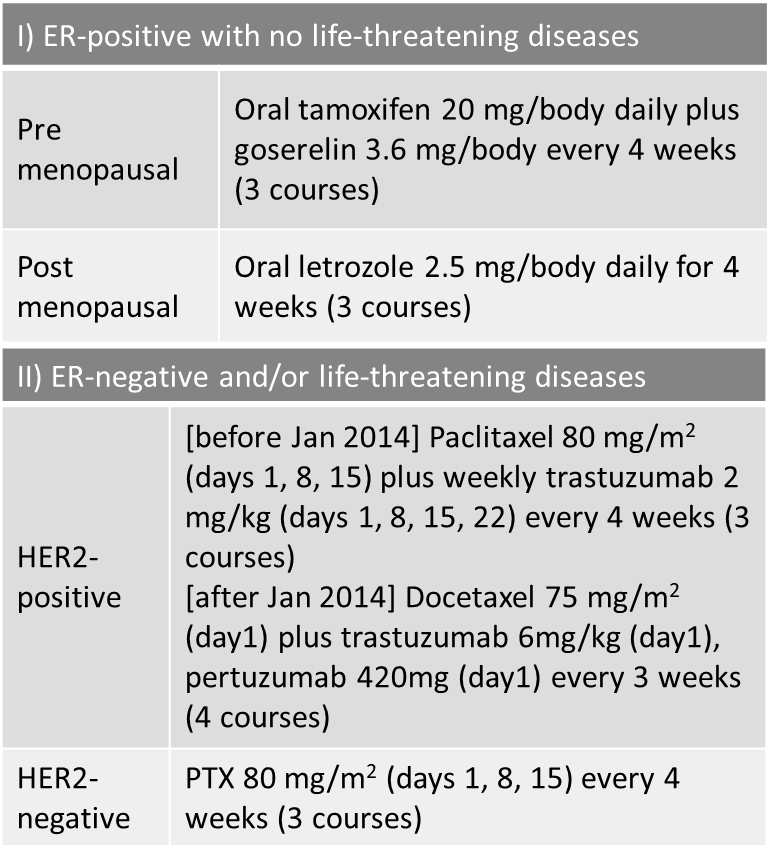 I) ER-positive with no life-threatening diseases
Pre
menopausal
Oral tamoxifen 20 mg/body daily plus
goserelin 3.6 mg/body every 4 weeks
(3 courses)
Post
menopausal
Oral letrozole 2.5 mg/body daily for 4
weeks (3 courses)
II) ER-negative and/or life-threatening diseases
HER2-
positive
[before Jan 2014] Paclitaxel 80 mg/m²
(days 1, 8, 15) plus weekly trastuzumab 2
mg/kg (days 1, 8, 15, 22) every 4 weeks (3
courses)
[after Jan 2014] Docetaxel 75 mg/m²
(day1) plus trastuzumab 6mg/kg (day1),
pertuzumab 420mg (day1) every 3 weeks
(4 courses)
HER2-
negative
PTX 80 mg/m² (days 1, 8, 15) every 4
weeks (3 courses)